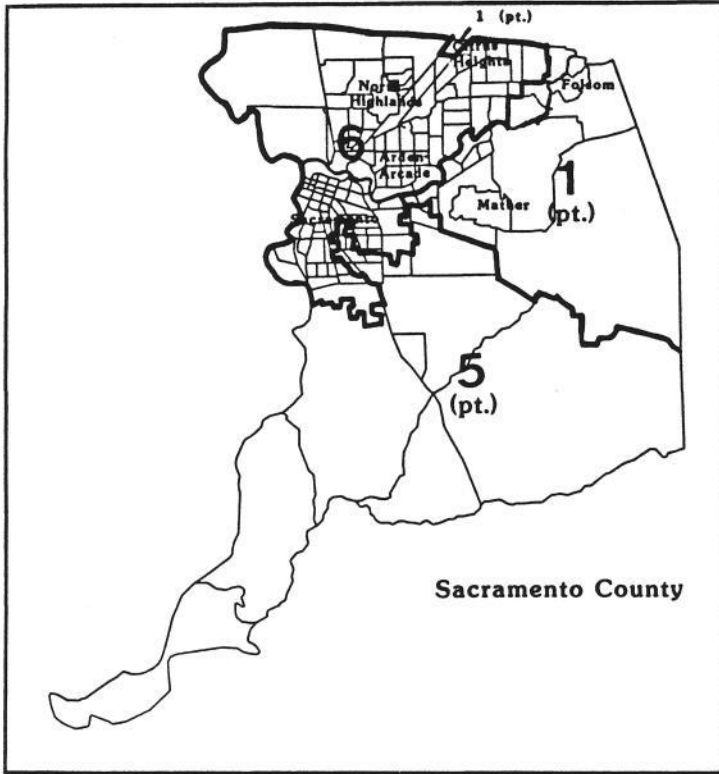 1 (pt.)
Citrus
Heights
North
Highlands
Folsom
6
Arden-
Arcade
1
(pt.)
Mather
Sacramento
5
(pt.)
Sacramento County